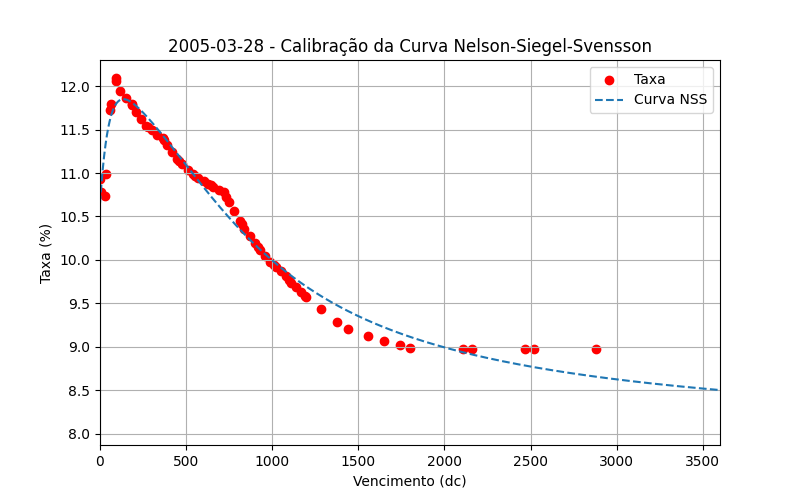 2005-03-28 - Calibração da Curva Nelson-Siegel-Svensson
Taxa
Curva NSS
Taxa (%)
12.0
11.5
11.0
10.5
10.0
9.5
9.0
8.5
8.0
0 500 1000 1500 2000 2500 3000 3500
Vencimento (dc)